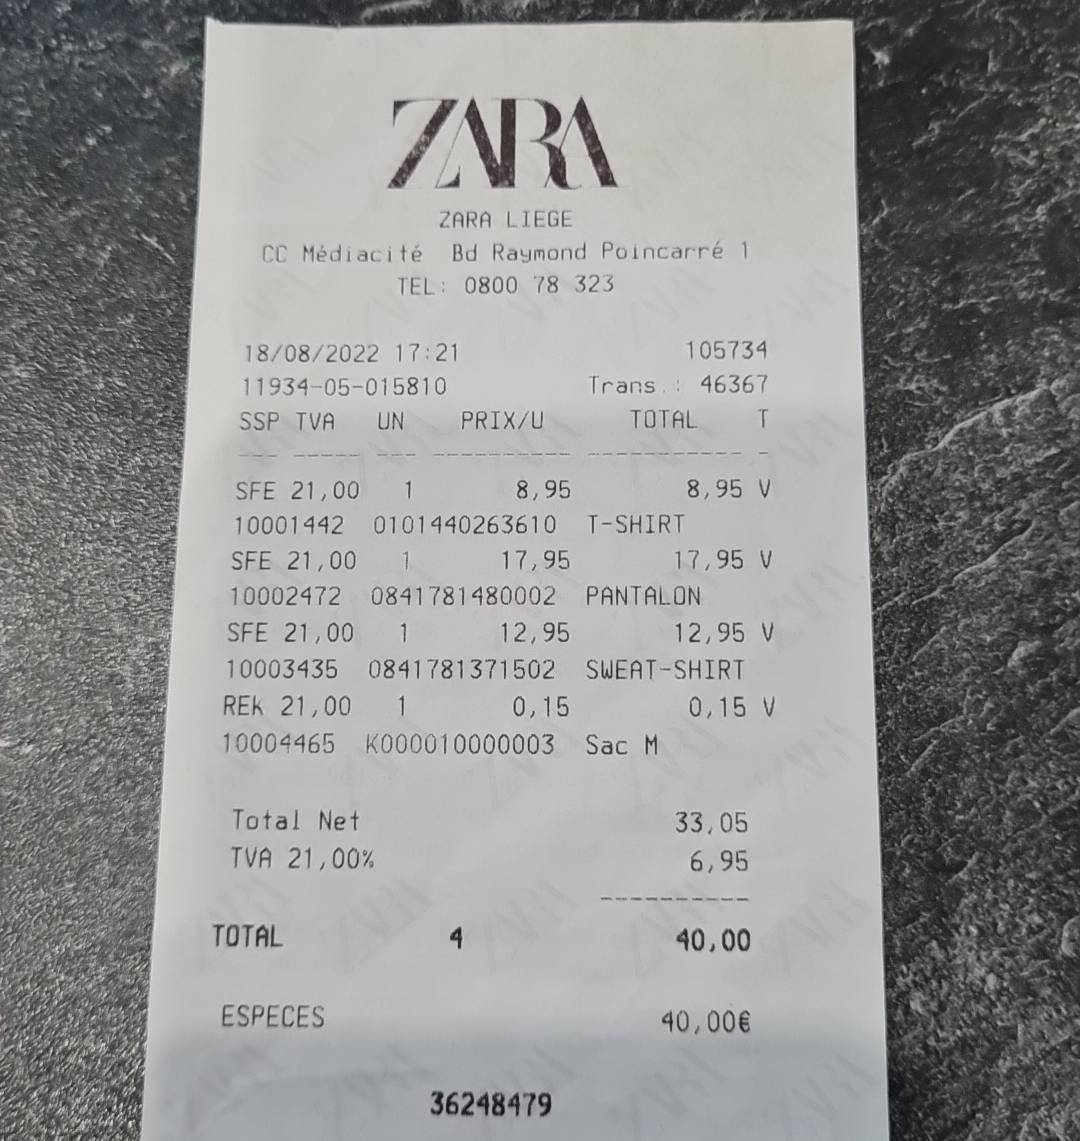 ZARA
ZARA LIEGE
CC Médiacité Bd Raymond Poincarré 1
TEL: 0800 78 323
18/08/2022 17:21 105734
11934-05-015810 Trans.: 46367
SSP TVA UN PRIX/U TOTAL T
SFE 21,00 1 8,95 8,95 V
10001442 0101440263610 T-SHIRT
SFE 21,00 1 17,95 17,95 V
10002472 0841781480002 PANTALON
SFE 21,00 1 12,95 12,95 V
10003435 0841781371502 SWEAT-SHIRT
REK 21,00 1 0,15 0,15 V
10004465 K000010000003 Sac M
Total Net 33,05
TVA 21,00% 6,95
TOTAL 4 40,00
ESPECES 40,00€
36248479